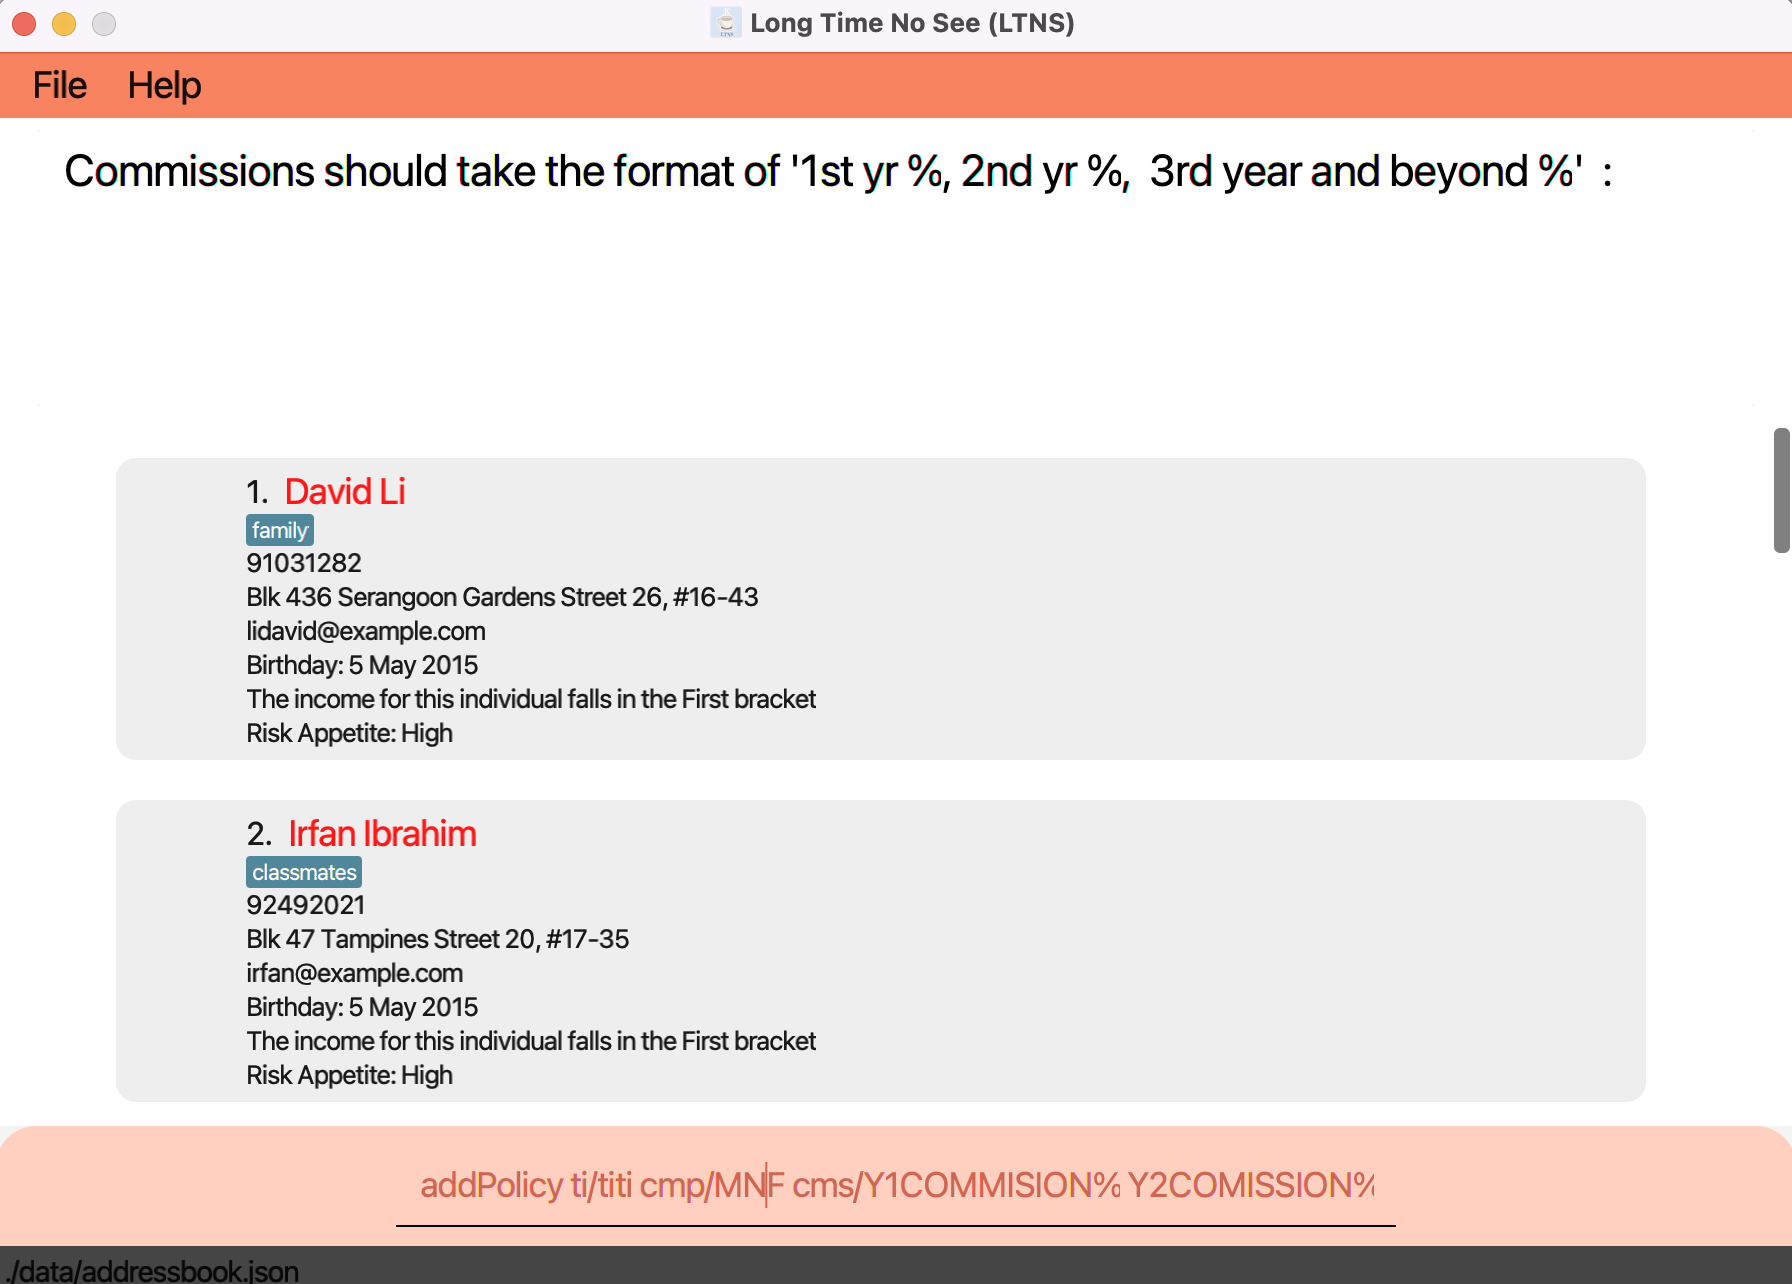 Long Time No See (LTNS)
File Help
Commissions should take the format of '1st yr %, 2nd yr %,  3rd year and beyond %'  :
1. David Li
family
91031282
Blk 436 Serangoon Gardens Street 26, #16-43
lidavid@example.com
Birthday: 5 May 2015
The income for this individual falls in the First bracket
Risk Appetite: High
2. Irfan Ibrahim
classmates
92492021
Blk 47 Tampines Street 20, #17-35
irfan@example.com
Birthday: 5 May 2015
The income for this individual falls in the First bracket
Risk Appetite: High
addPolicy ti/titi cmp/MNF cms/Y1COMMISION% Y2COMISSION%
./data/addressbook.json